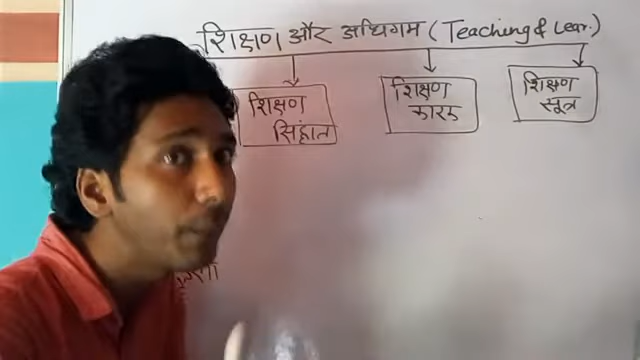 शिक्षण और अधिगम (Teaching & Lear.)
शिक्षण
सिंहात
शिक्षण
कारक
शिक्षण
सूत्र